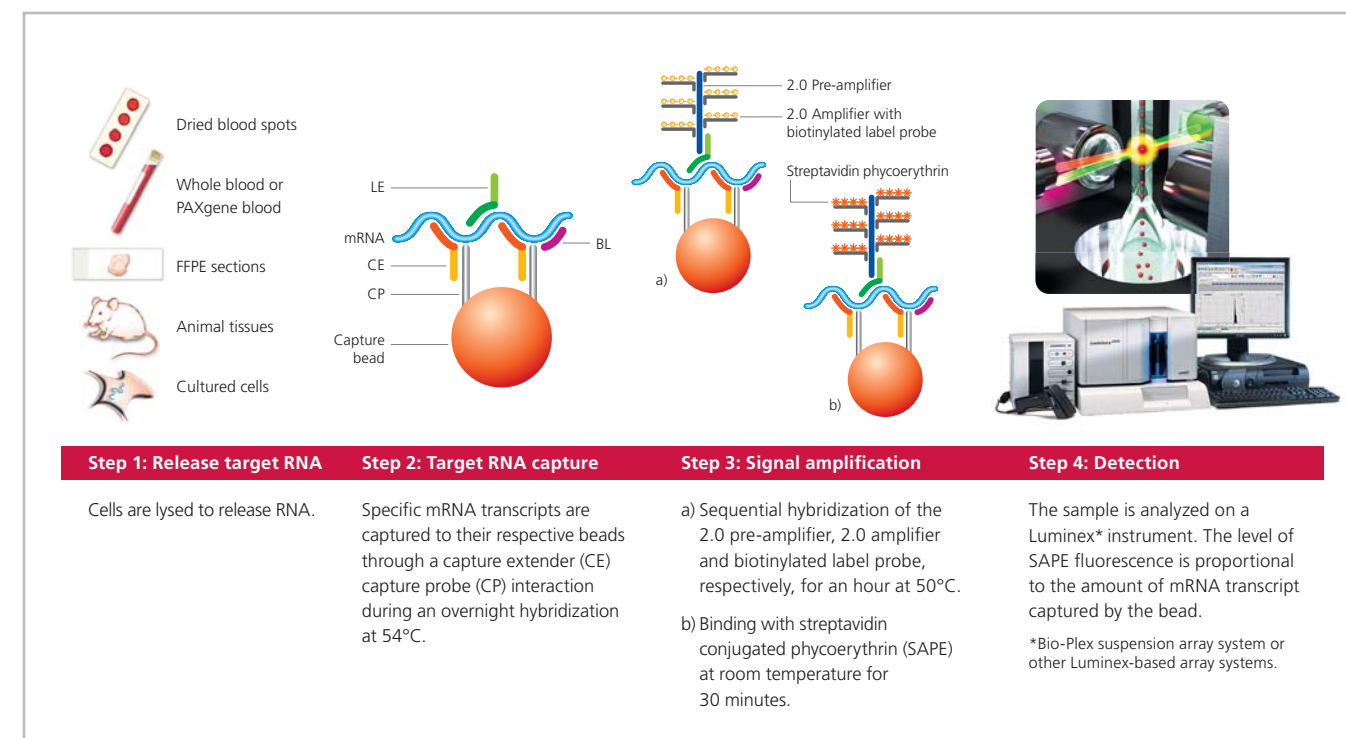 Dried blood spots
Whole blood or
PAXgene blood
FFPE sections
Animal tissues
Cultured cells
LE
mRNA
CE
CP
Capture
bead
BL
2.0 Pre-amplifier
2.0 Amplifier with
biotinylated label probe
a)
Streptavidin phycoerythrin
b)
Step 1: Release target RNA
Cells are lysed to release RNA.
Step 2: Target RNA capture
Specific mRNA transcripts are
captured to their respective beads
through a capture extender (CE)
capture probe (CP) interaction
during an overnight hybridization
at 54°C.
Step 3: Signal amplification
a) Sequential hybridization of the
2.0 pre-amplifier, 2.0 amplifier
and biotinylated label probe,
respectively, for an hour at 50°C.
b) Binding with streptavidin
conjugated phycoerythrin (SAPE)
at room temperature for
30 minutes.
Step 4: Detection
The sample is analyzed on a
Luminex* instrument. The level of
SAPE fluorescence is proportional
to the amount of mRNA transcript
captured by the bead.
*Bio-Plex suspension array system or
other Luminex-based array systems.